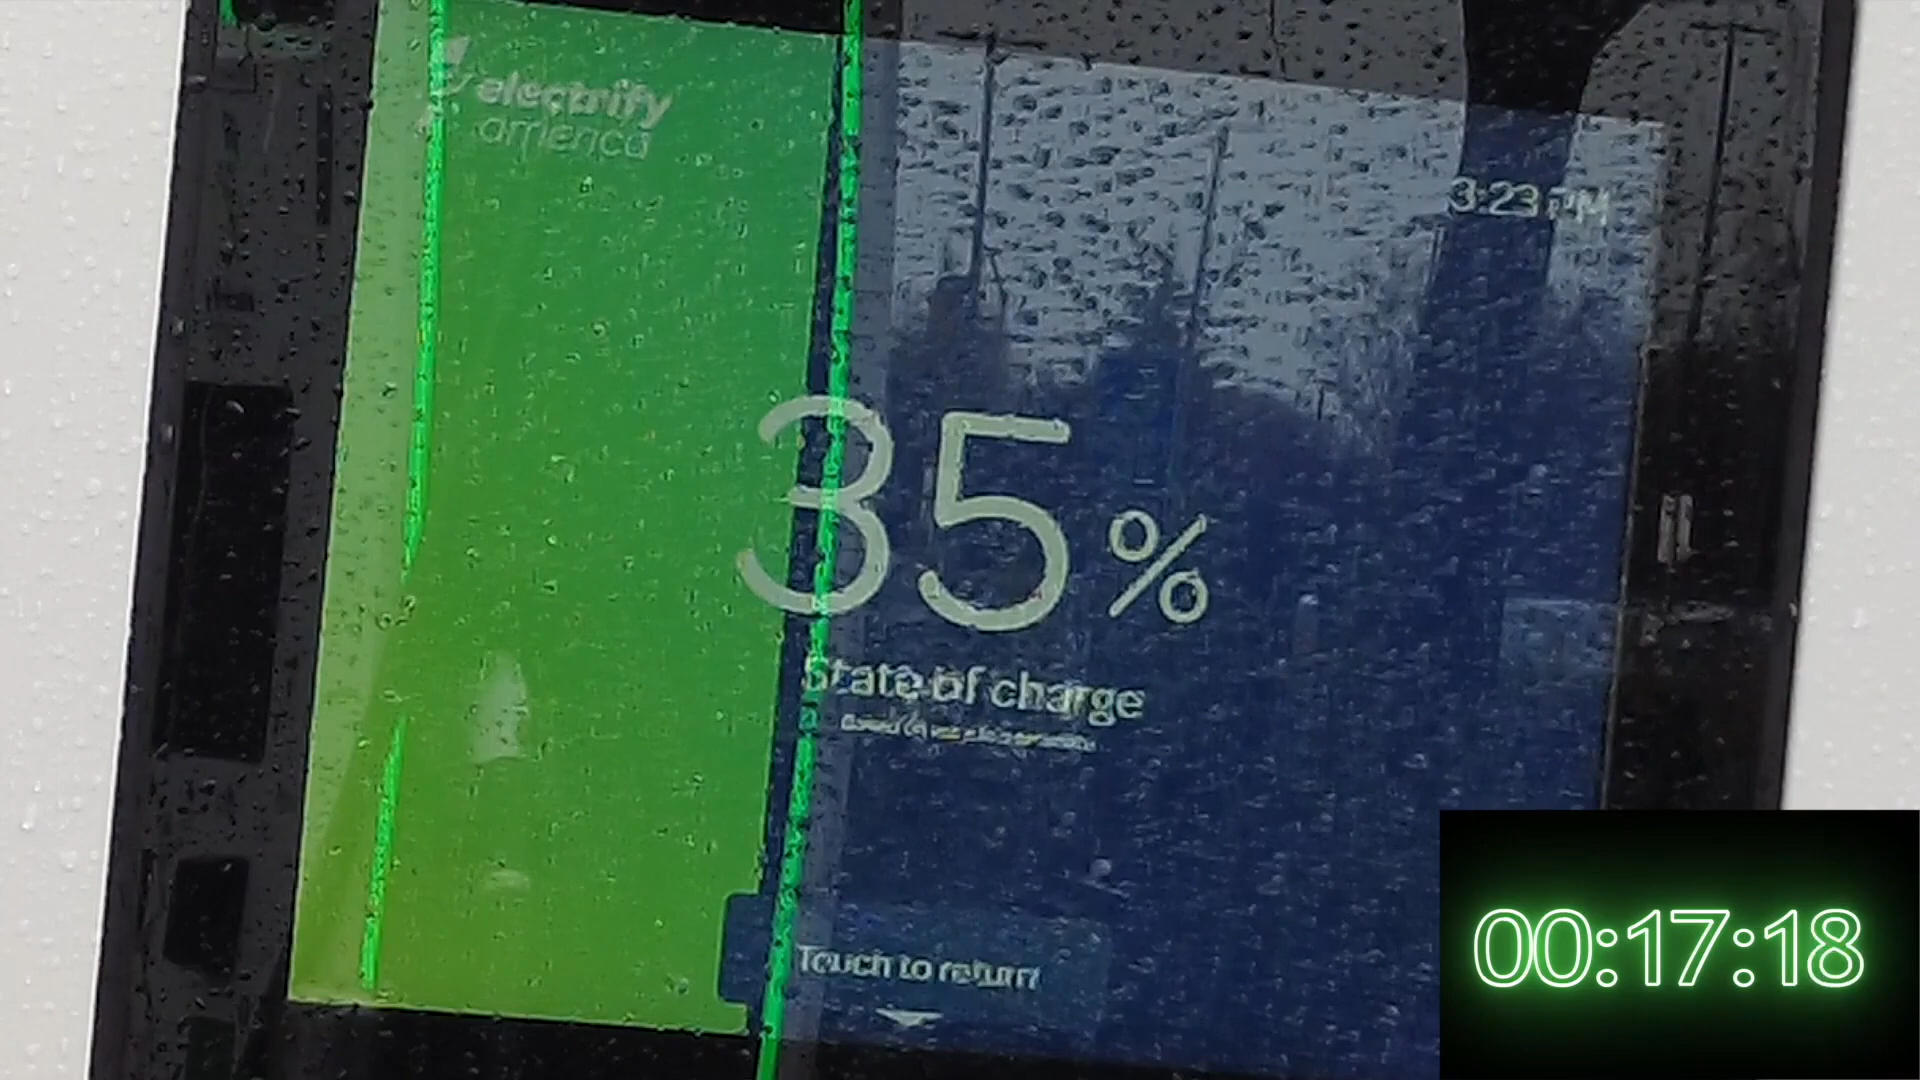 electrify
america
3:23 PM
35%
State of charge
Touch to return
00:17:18